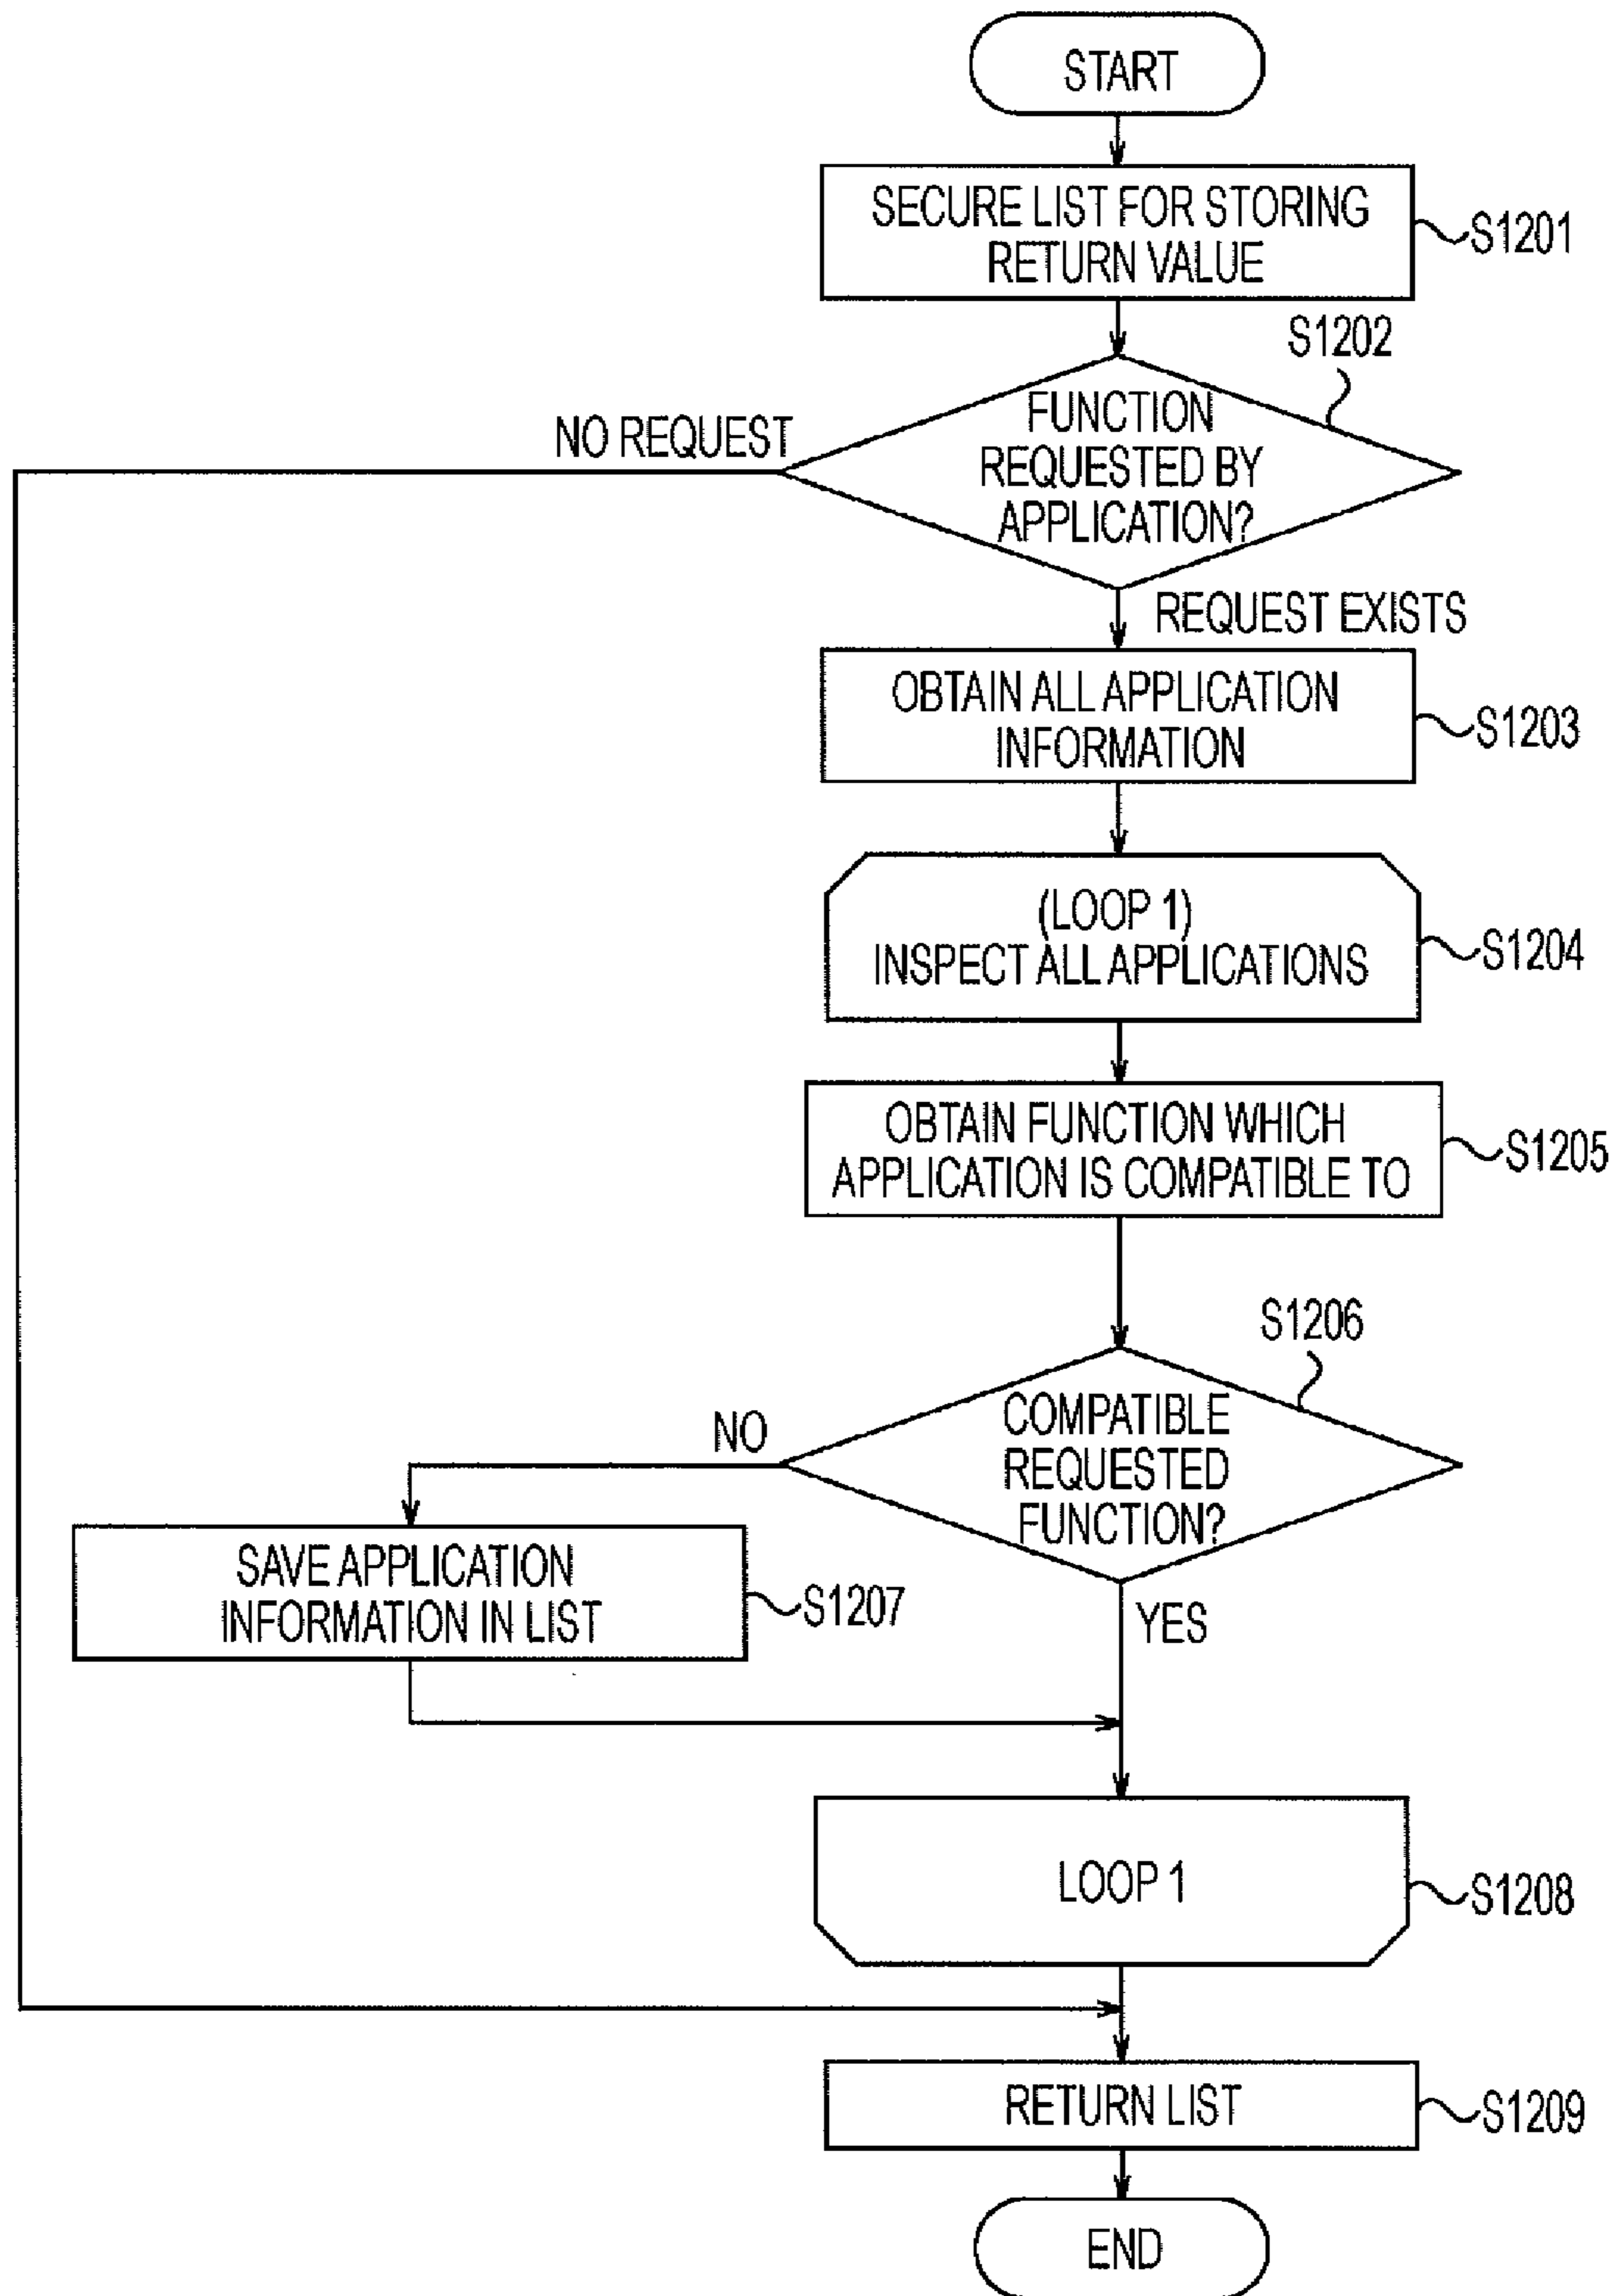 START
SECURE LIST FOR STORING
RETURN VALUE
S1201
S1202
FUNCTION
REQUESTED BY
APPLICATION?
NO REQUEST
REQUEST EXISTS
OBTAIN ALL APPLICATION
INFORMATION
S1203
(LOOP 1)
INSPECT ALL APPLICATIONS
S1204
OBTAIN FUNCTION WHICH
APPLICATION IS COMPATIBLE TO
S1205
S1206
COMPATIBLE
REQUESTED
FUNCTION?
NO
SAVE APPLICATION
INFORMATION IN LIST
S1207
YES
LOOP 1
S1208
RETURN LIST
S1209
END